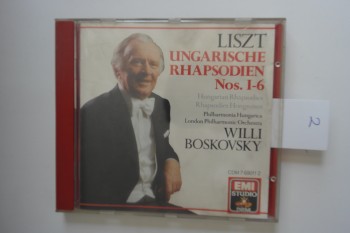 LISZT
UNGARISCHE
RHAPSODIEN
Nos. 1-6
Hungarian Rhapsodies
Rhapsodies Hongroises
Philharmonia Hungarica
London Philharmonic Orchestra
WILLI
BOSKOVSKY
EMI
STUDIO
2